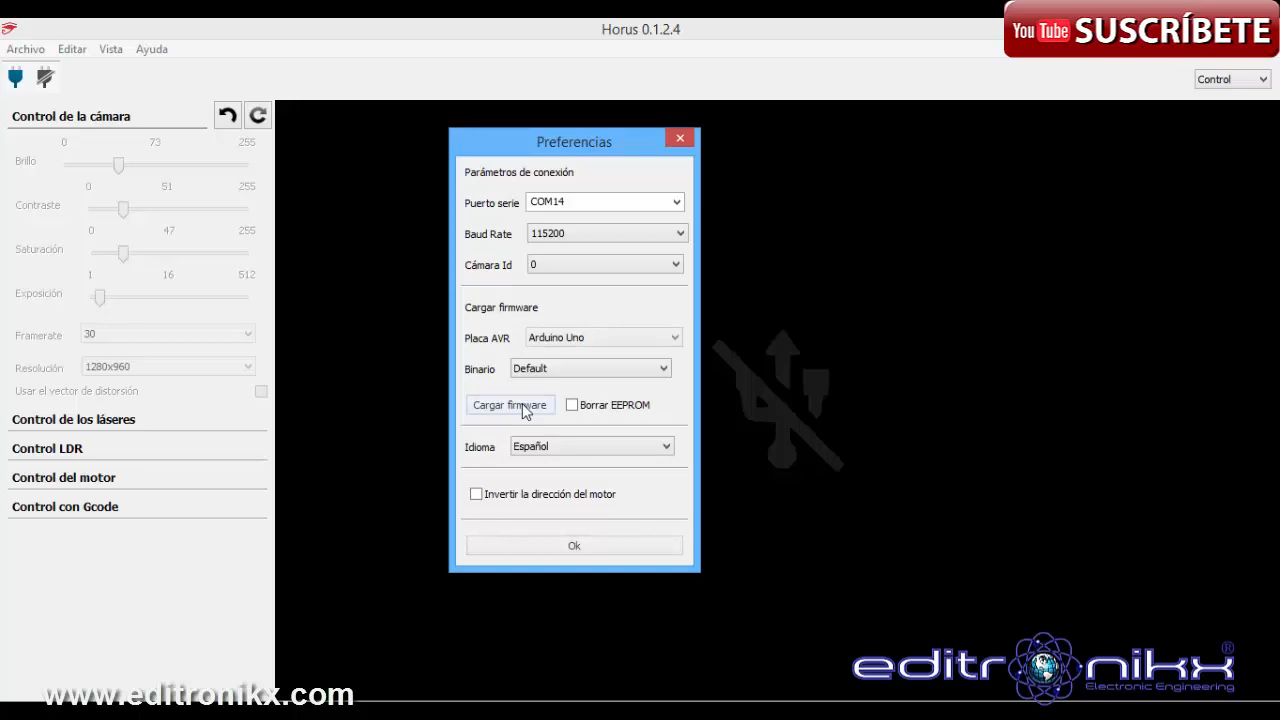 Horus 0.1.2.4
You Tube SUSCRÍBETE
Archivo Editar Vista Ayuda
Control
Control de la cámara
0 73 255
Brillo
0 51 255
Contraste
0 47 255
Saturación
1 16 512
Exposición
Framerate 30
Resolución 1280x960
Usar el vector de distorsión
Control de los láseres
Control LDR
Control del motor
Control con Gcode
Preferencias
Parámetros de conexión
Puerto serie COM14
Baud Rate 115200
Cámara Id 0
Cargar firmware
Placa AVR Arduino Uno
Binario Default
Cargar firmware Borrar EEPROM
Idioma Español
Invertir la dirección del motor
Ok
editronikx ®
Electronic Engineering
www.editronikx.com